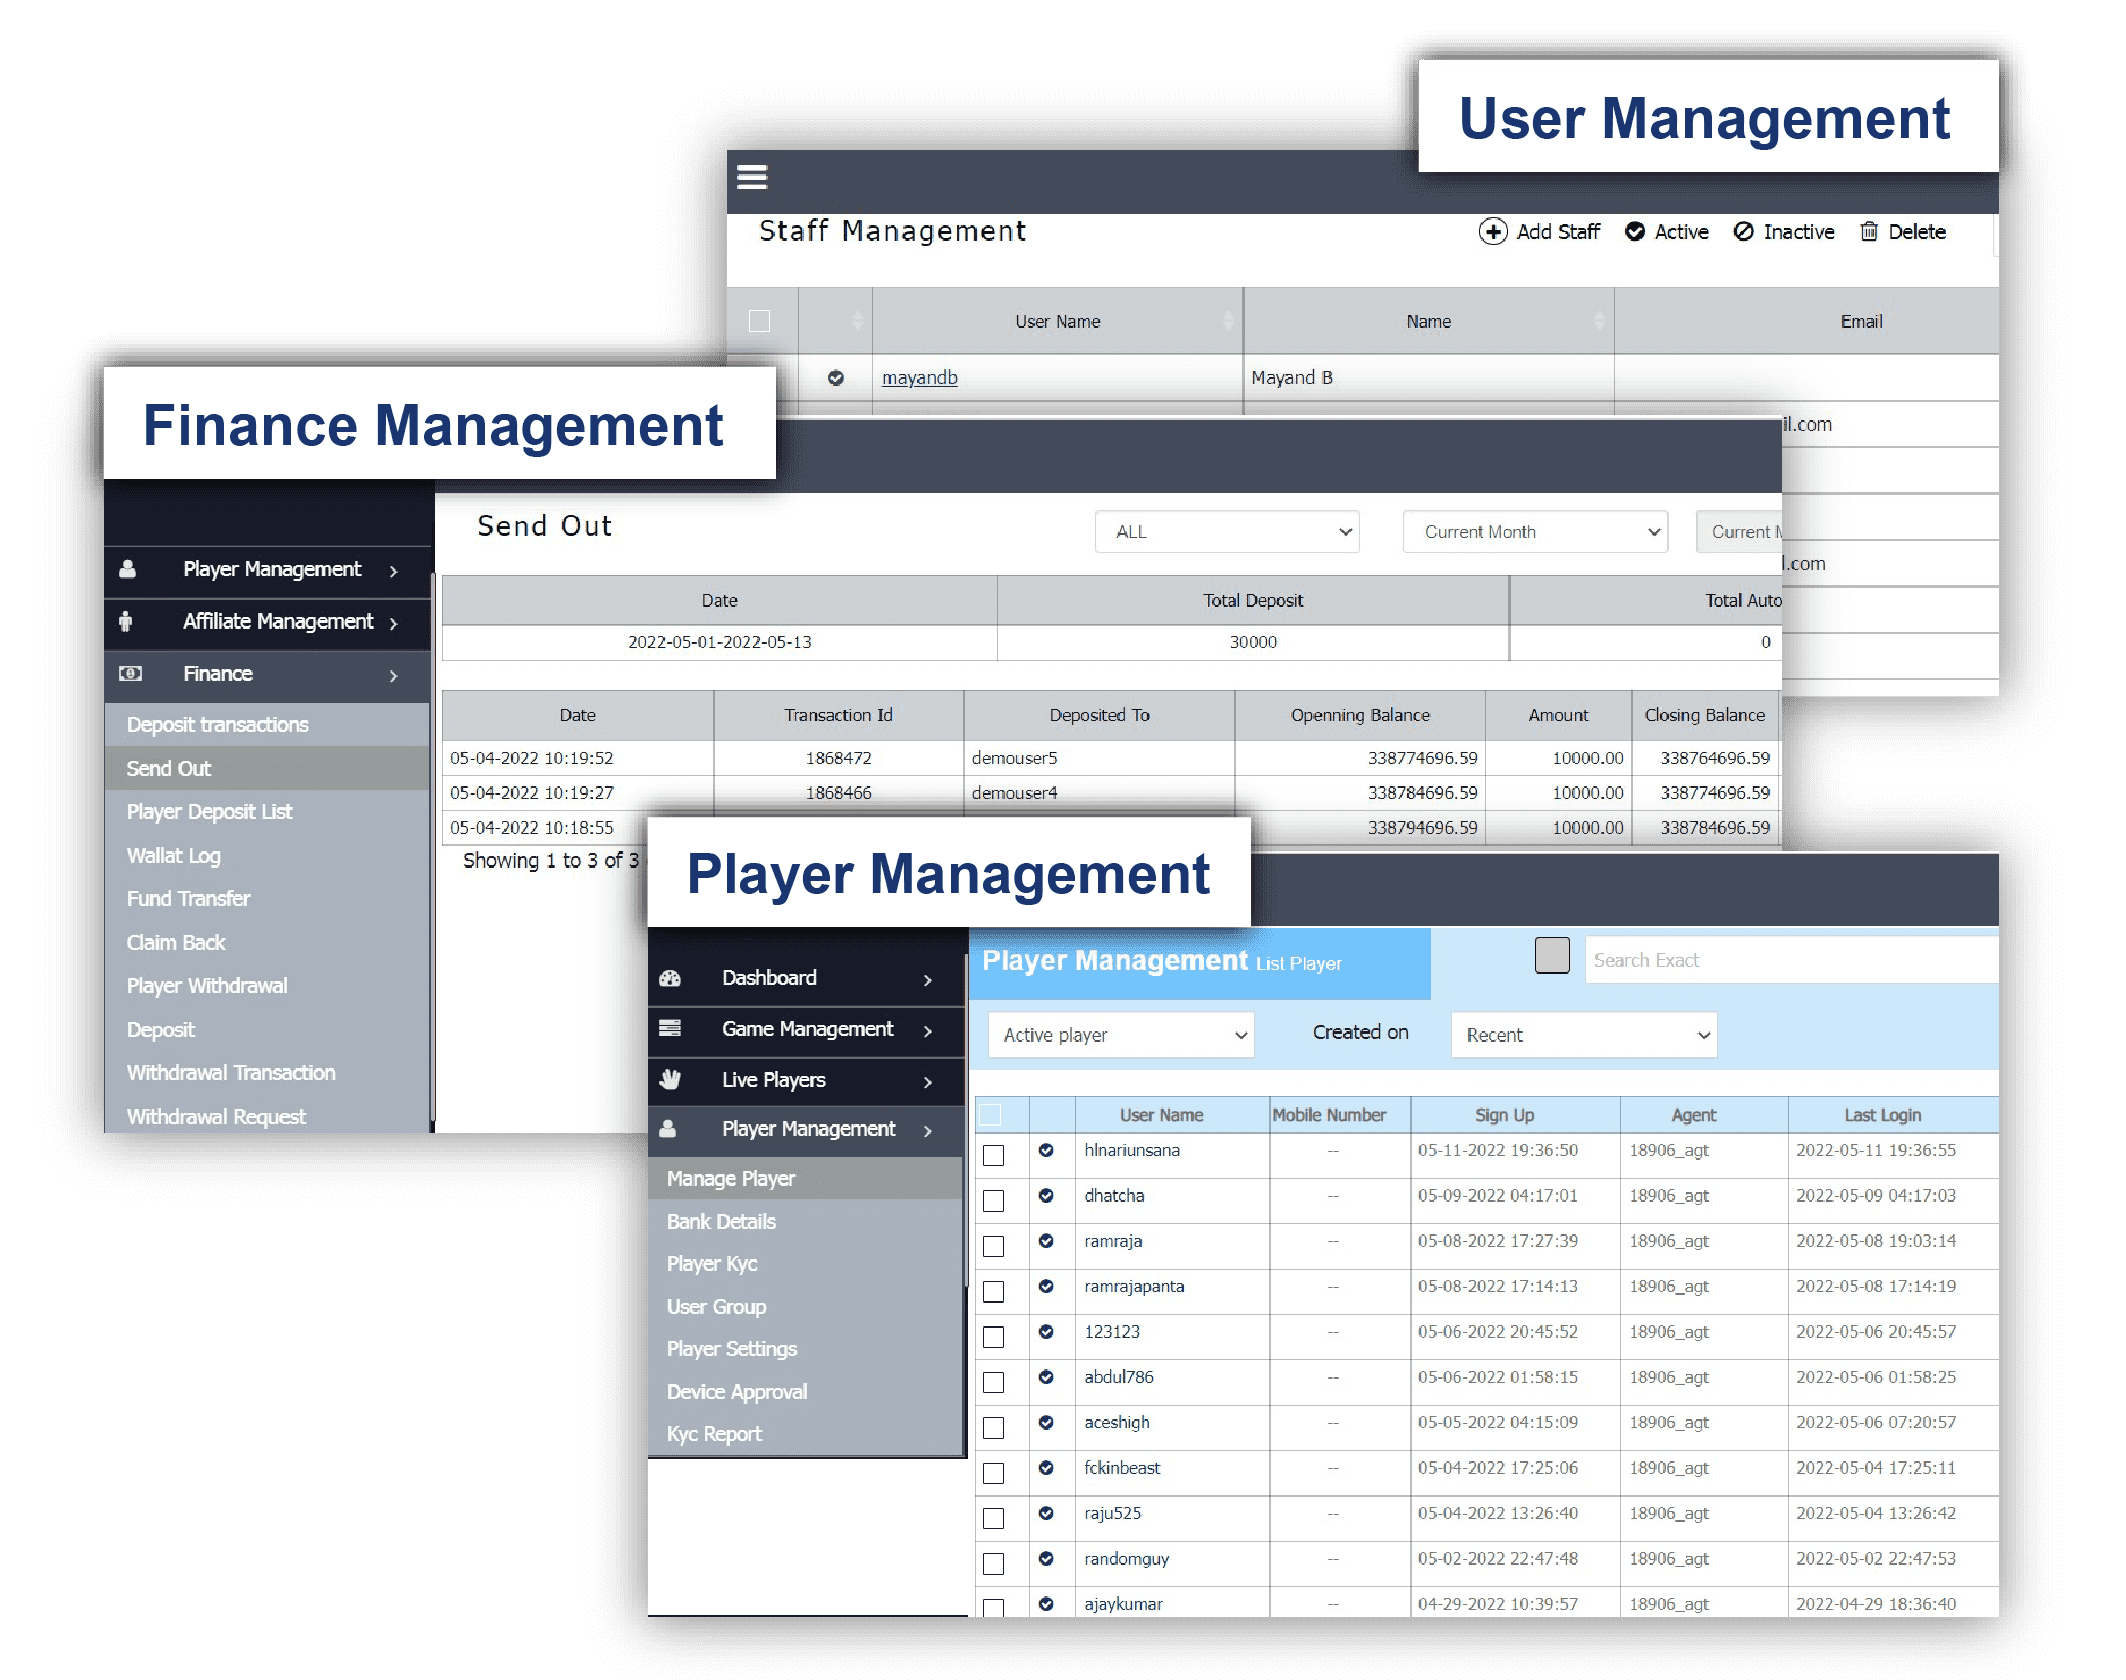 User Management
Staff Management
Add Staff Active Inactive Delete
User Name Name Email
mayandb Mayand B
il.com
l.com
Finance Management
Player Management
Affiliate Management
Finance
Deposit transactions
Send Out
Player Deposit List
Wallat Log
Fund Transfer
Claim Back
Player Withdrawal
Deposit
Withdrawal Transaction
Withdrawal Request
Send Out
ALL Current Month Current
Date Total Deposit Total Auto
2022-05-01-2022-05-13 30000 0
Date Transaction Id Deposited To Openning Balance Amount Closing Balance
05-04-2022 10:19:52 1868472 demouser5 338774696.59 10000.00 338764696.59
05-04-2022 10:19:27 1868466 demouser4 338784696.59 10000.00 338774696.59
05-04-2022 10:18:55 338794696.59 10000.00 338784696.59
Showing 1 to 3 of 3
Player Management
Dashboard
Game Management
Live Players
Player Management
Manage Player
Bank Details
Player Kyc
User Group
Player Settings
Device Approval
Kyc Report
Player Management List Player
Search Exact
Active player Created on Recent
User Name Mobile Number Sign Up Agent Last Login
hlnariunsana -- 05-11-2022 19:36:50 18906_agt 2022-05-11 19:36:55
dhatcha -- 05-09-2022 04:17:01 18906_agt 2022-05-09 04:17:03
ramraja -- 05-08-2022 17:27:39 18906_agt 2022-05-08 19:03:14
ramrajapanta -- 05-08-2022 17:14:13 18906_agt 2022-05-08 17:14:19
123123 -- 05-06-2022 20:45:52 18906_agt 2022-05-06 20:45:57
abdul786 -- 05-06-2022 01:58:15 18906_agt 2022-05-06 01:58:25
aceshigh -- 05-05-2022 04:15:09 18906_agt 2022-05-06 07:20:57
fckinbeast -- 05-04-2022 17:25:06 18906_agt 2022-05-04 17:25:11
raju525 -- 05-04-2022 13:26:40 18906_agt 2022-05-04 13:26:42
randomguy -- 05-02-2022 22:47:48 18906_agt 2022-05-02 22:47:53
ajaykumar -- 04-29-2022 10:39:57 18906_agt 2022-04-29 18:36:40